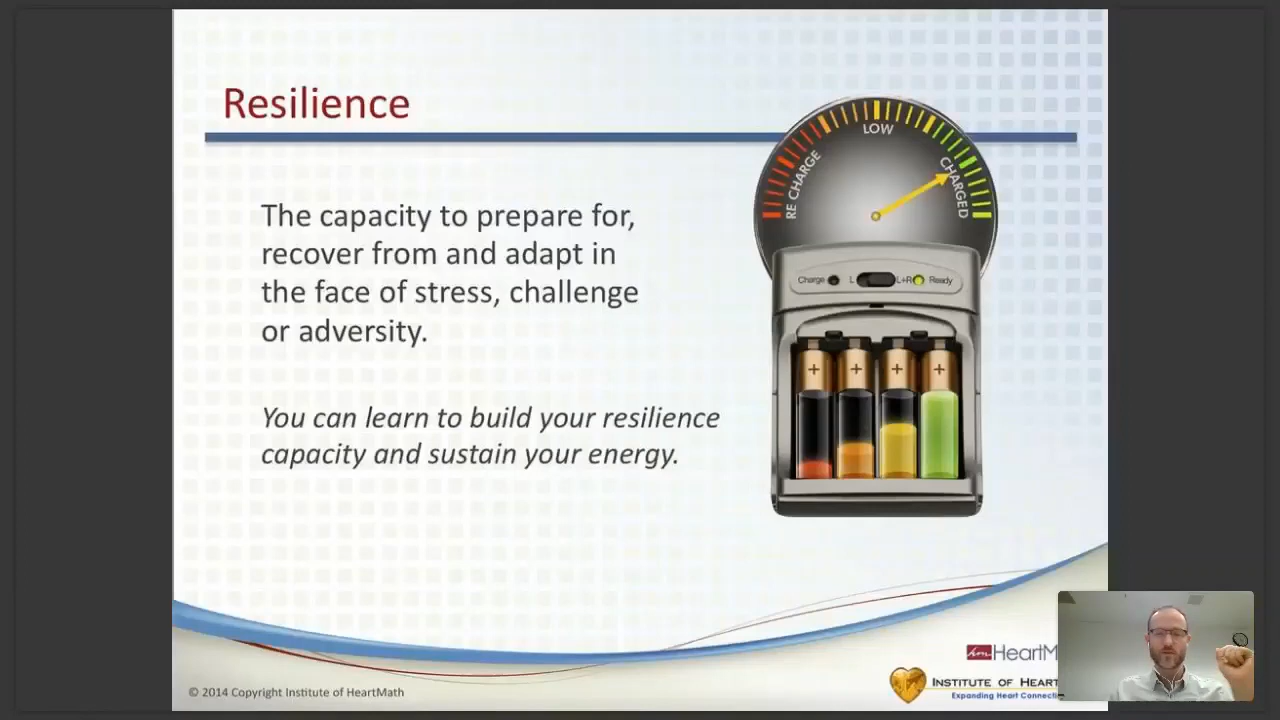 Resilience
LOW
RE CHARGE
CHARGED
The capacity to prepare for,
recover from and adapt in
the face of stress, challenge
or adversity.
Charge
L
L+R
Ready
+ + + +
You can learn to build your resilience
capacity and sustain your energy.
hm HeartM
INSTITUTE OF HEART
Expanding Heart Connecti
© 2014 Copyright Institute of HeartMath